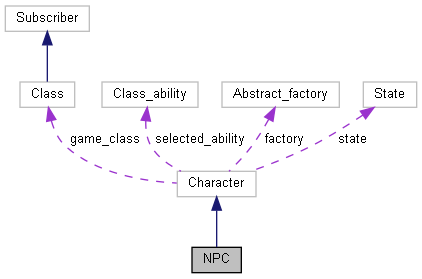 Subscriber
Class
Class_ability
Abstract_factory
State
game_class
selected_ability
factory
state
Character
NPC